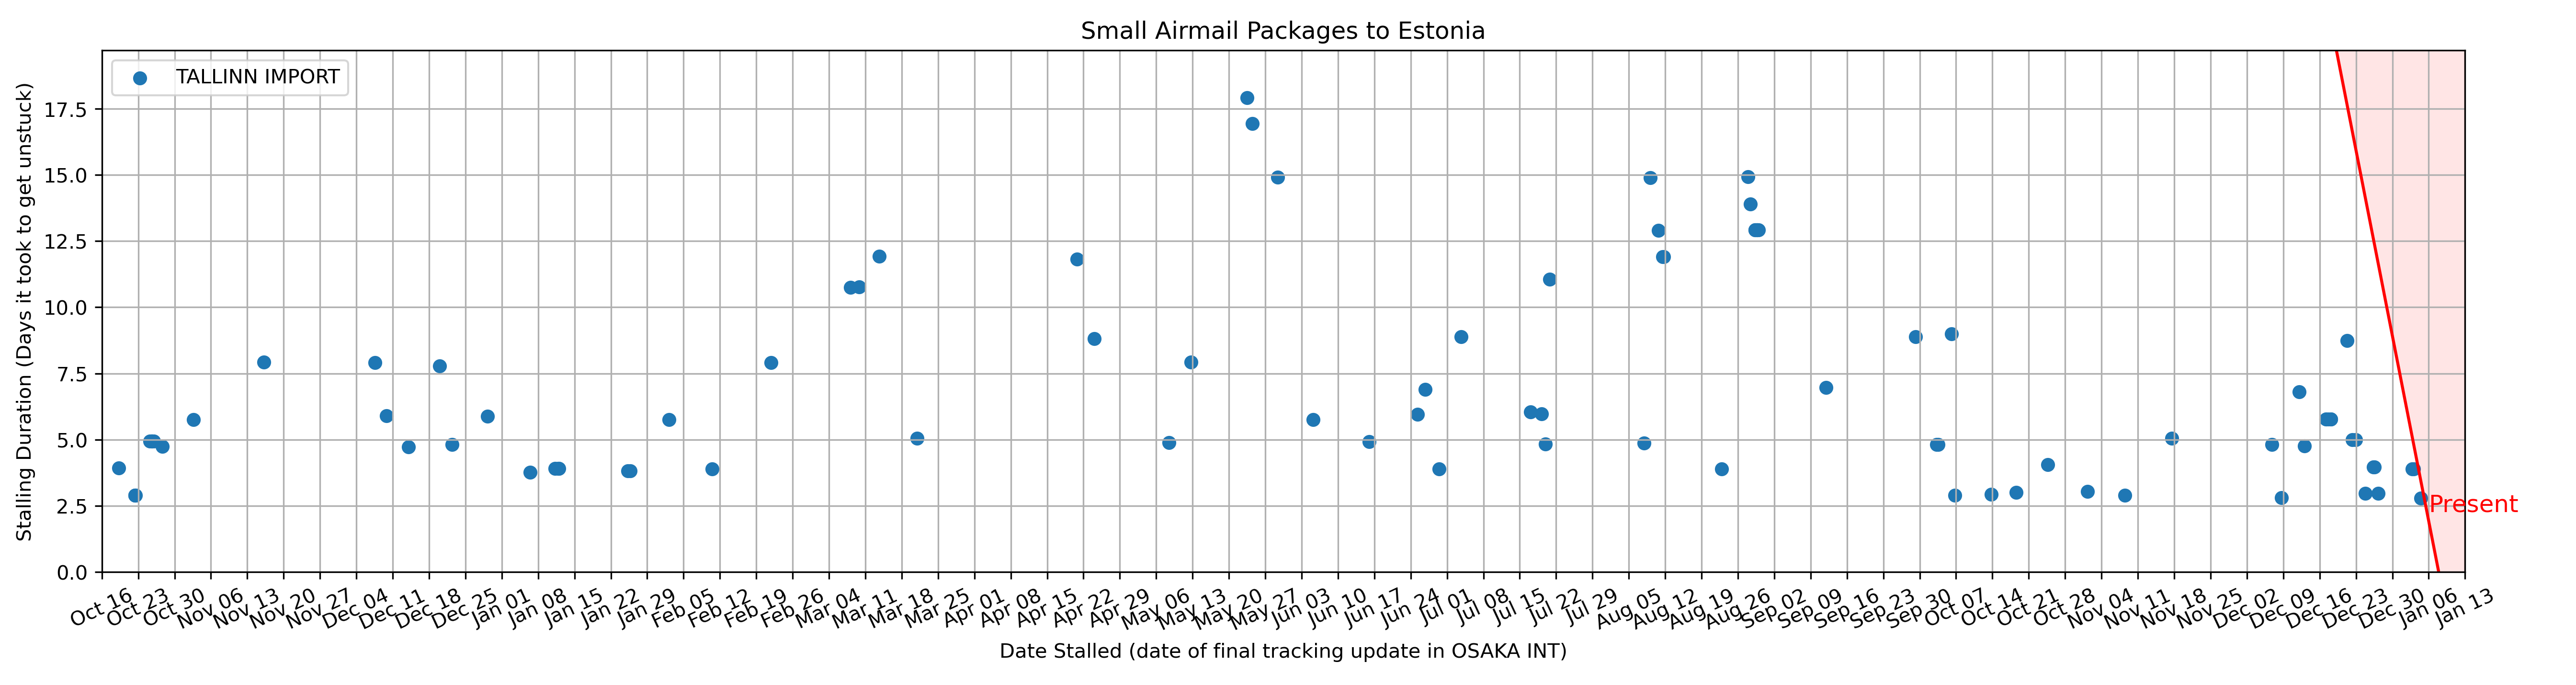 Small Airmail Packages to Estonia
TALLINN IMPORT
Stalling Duration (Days it took to get unstuck)
17.5
15.0
12.5
10.0
7.5
5.0
2.5
0.0
Present
Oct 16
Oct 23
Oct 30
Nov 06
Nov 13
Nov 20
Nov 27
Dec 04
Dec 11
Dec 18
Dec 25
Jan 01
Jan 08
Jan 15
Jan 22
Jan 29
Feb 05
Feb 12
Feb 19
Feb 26
Mar 04
Mar 11
Mar 18
Mar 25
Apr 01
Apr 08
Apr 15
Apr 22
Apr 29
May 06
May 13
May 20
May 27
Jun 03
Jun 10
Jun 17
Jun 24
Jul 01
Jul 08
Jul 15
Jul 22
Jul 29
Aug 05
Aug 12
Aug 19
Aug 26
Sep 02
Sep 09
Sep 16
Sep 23
Sep 30
Oct 07
Oct 14
Oct 21
Oct 28
Nov 04
Nov 11
Nov 18
Nov 25
Dec 02
Dec 09
Dec 16
Dec 23
Dec 30
Jan 06
Jan 13
Date Stalled (date of final tracking update in OSAKA INT)